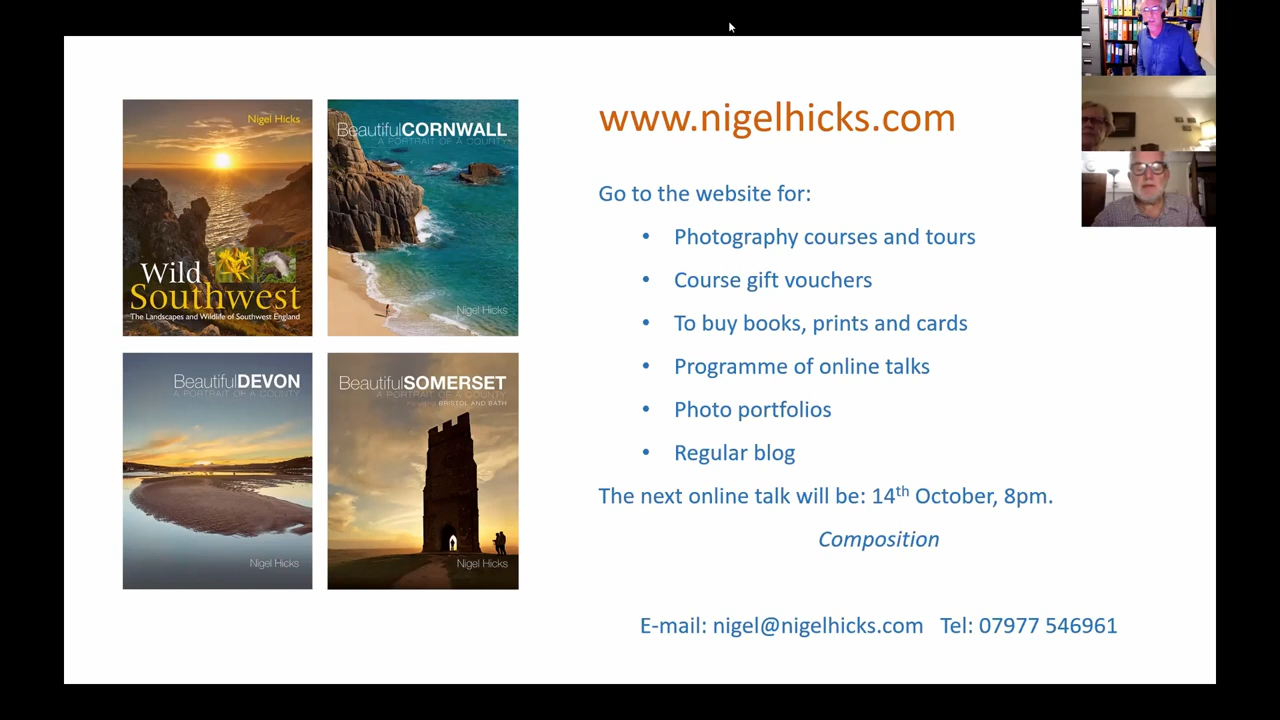 Nigel Hicks
Wild
Southwest
The Landscapes and Wildlife of Southwest England
BeautifulCORNWALL
A PORTRAIT OF A COUNTY
Nigel Hicks
BeautifulDEVON
A PORTRAIT OF A COUNTY
Nigel Hicks
BeautifulSOMERSET
A PORTRAIT OF A COUNTY
BRISTOL AND BATH
Nigel Hicks
www.nigelhicks.com
Go to the website for:
• Photography courses and tours
• Course gift vouchers
• To buy books, prints and cards
• Programme of online talks
• Photo portfolios
• Regular blog
The next online talk will be: 14th October, 8pm.
Composition
E-mail: nigel@nigelhicks.com Tel: 07977 546961